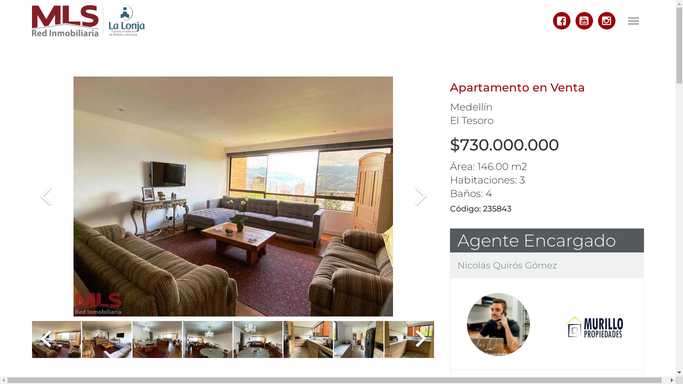 MLS
Red Inmobiliaria
La Lonja
Apartamento en Venta
Medellín
El Tesoro
$730.000.000
Área: 146.00 m2
Habitaciones: 3
Baños: 4
Código: 235843
MLS
Red Inmobiliaria
Agente Encargado
Nicolás Quirós Gómez
MURILLO
PROPIEDADES